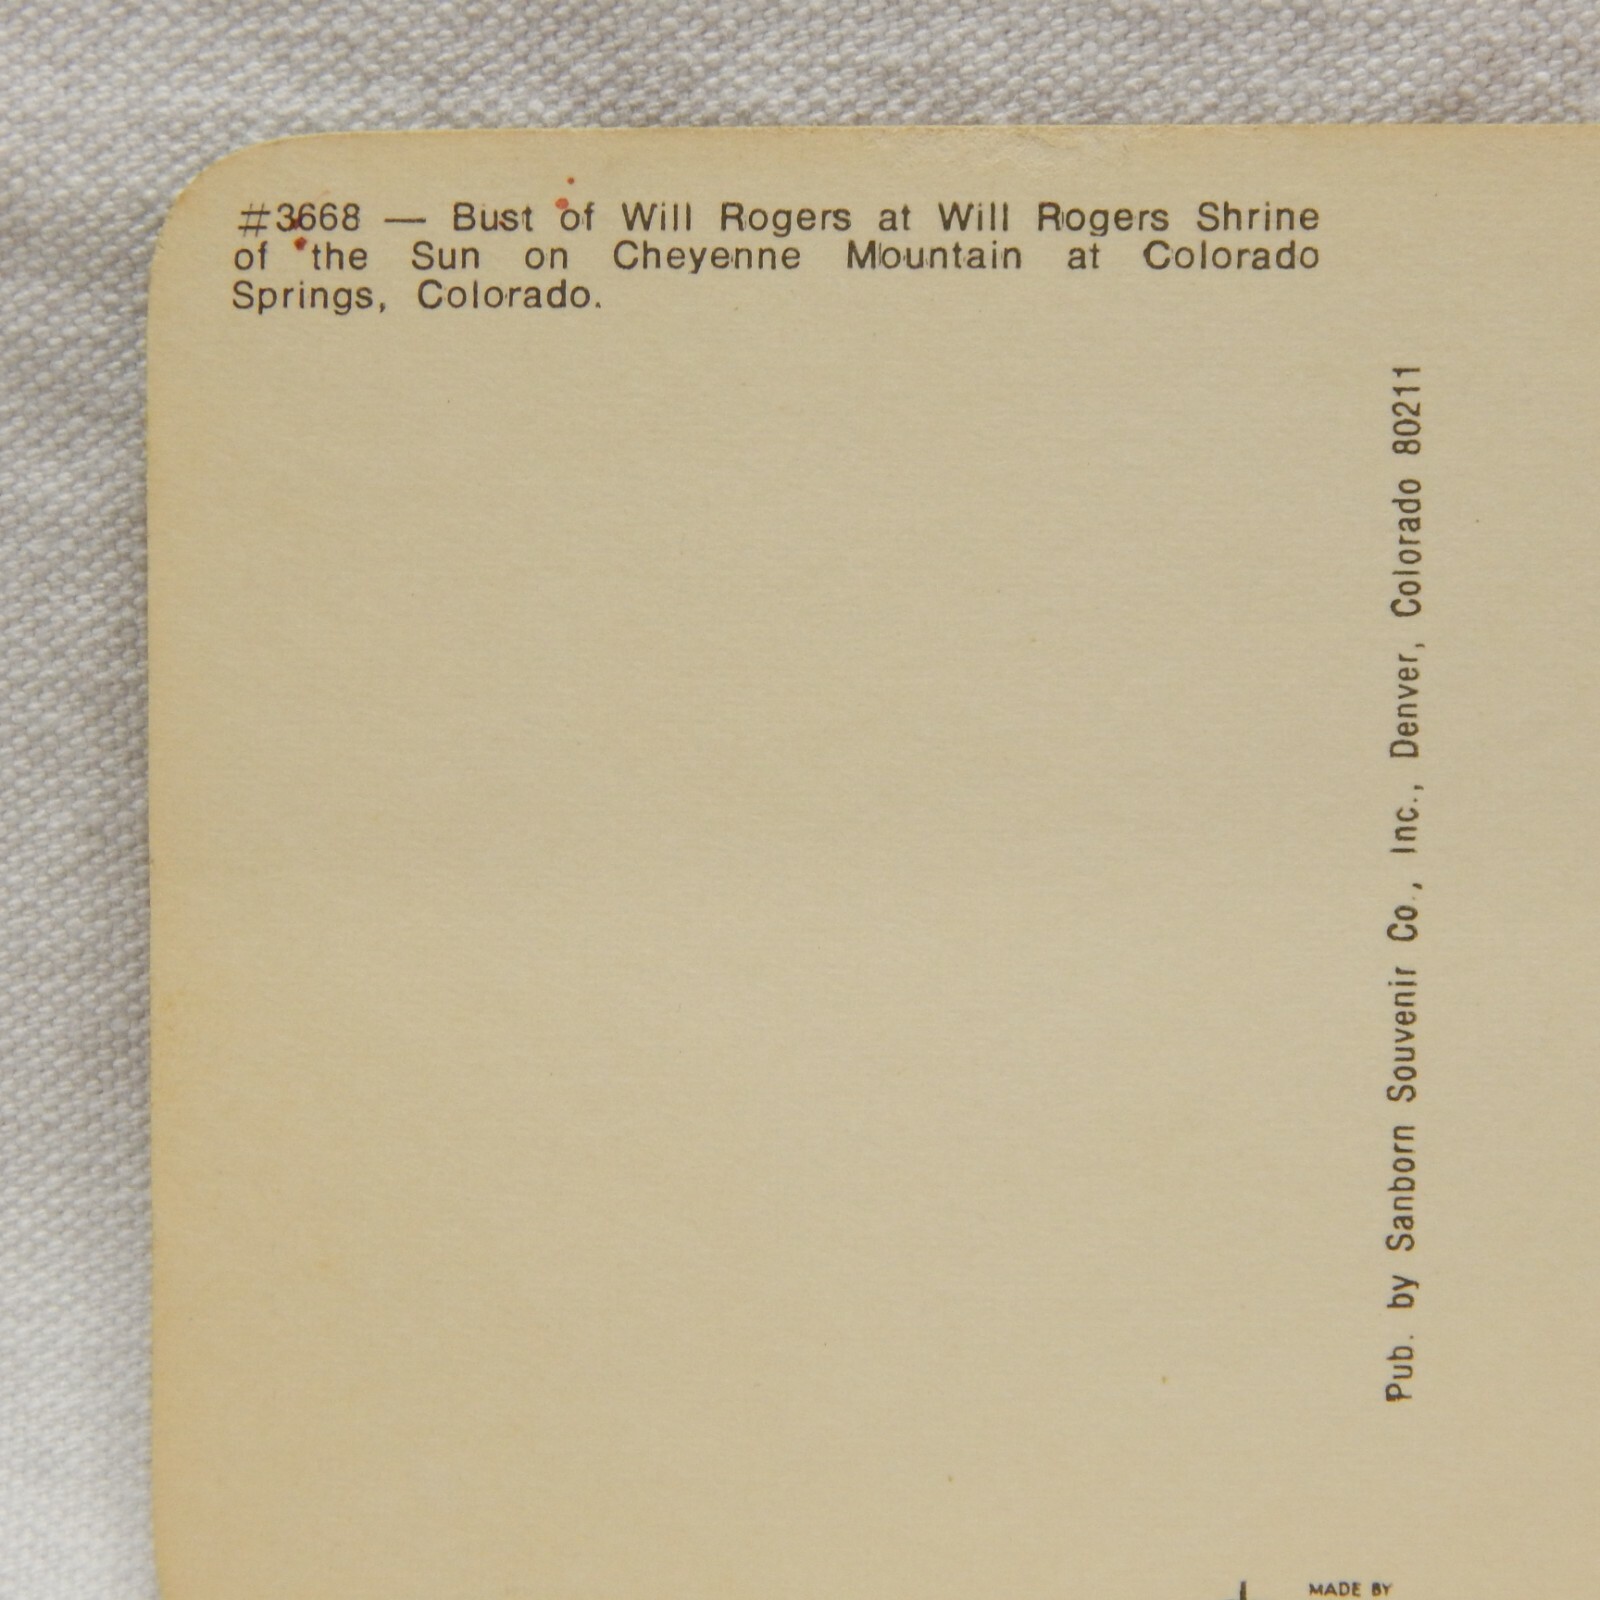 #3668 — Bust of Will Rogers at Will Rogers Shrine
of the Sun on Cheyenne Mountain at Colorado
Springs, Colorado.
Pub. by Sanborn Souvenir Co., Inc., Denver, Colorado 80211
MADE BY